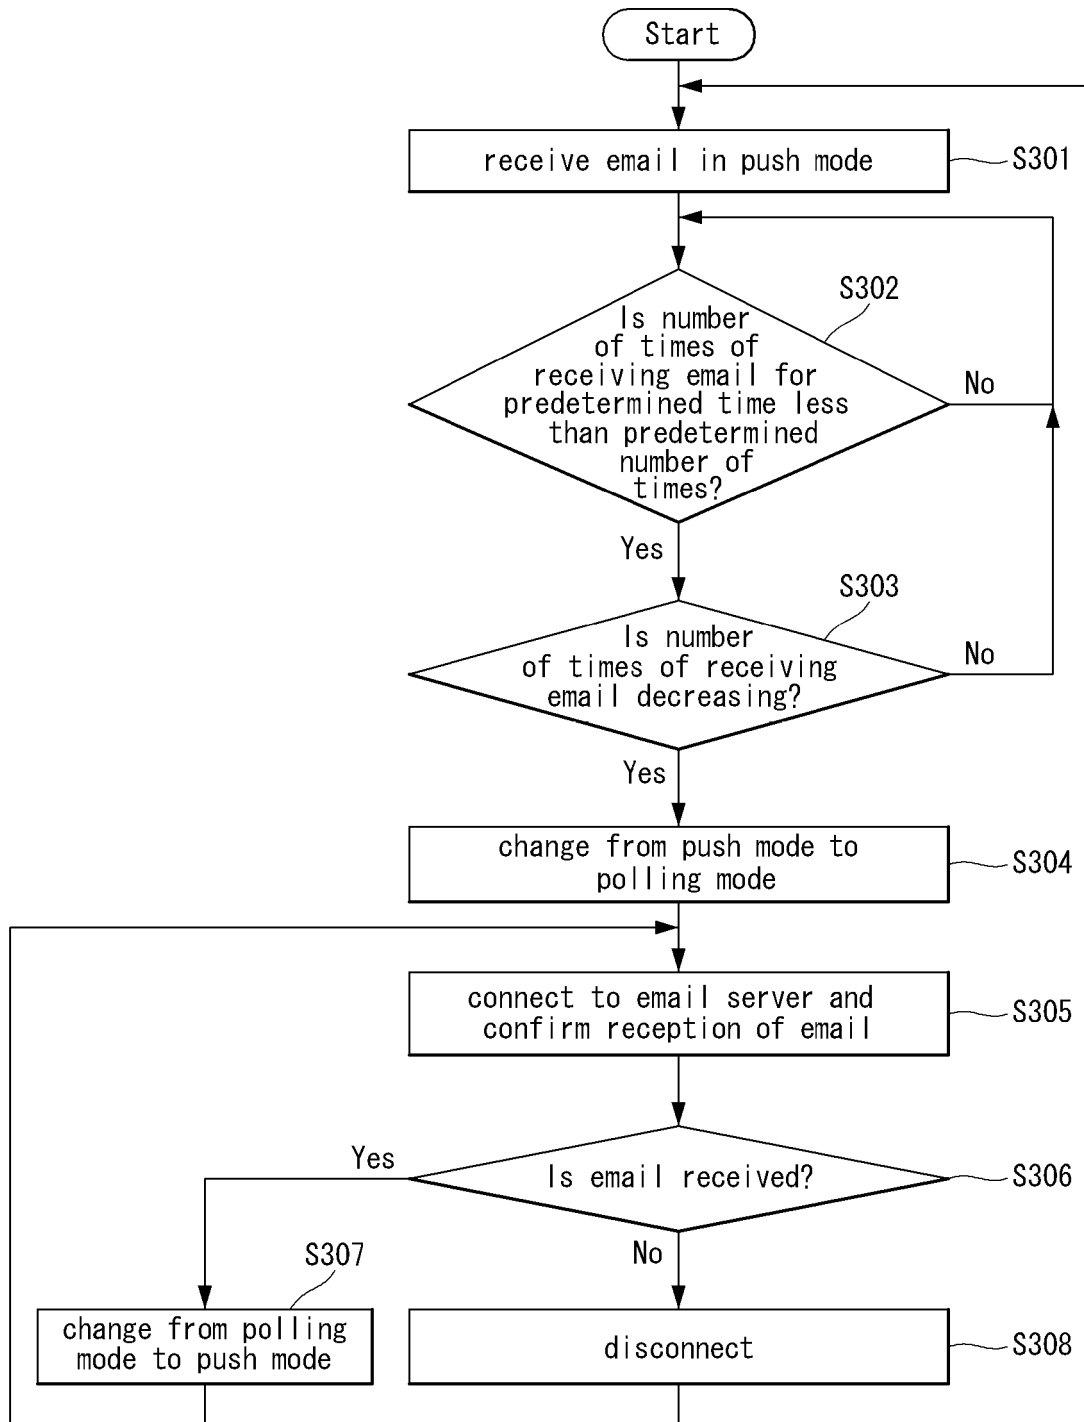 Start
receive email in push mode
S301
S302
Is number
of times of
receiving email for
predetermined time less
than predetermined
number of
times?
No
Yes
S303
Is number
of times of receiving
email decreasing?
No
Yes
change from push mode to
polling mode
S304
connect to email server and
confirm reception of email
S305
Yes
Is email received?
S306
No
S307
change from polling
mode to push mode
disconnect
S308